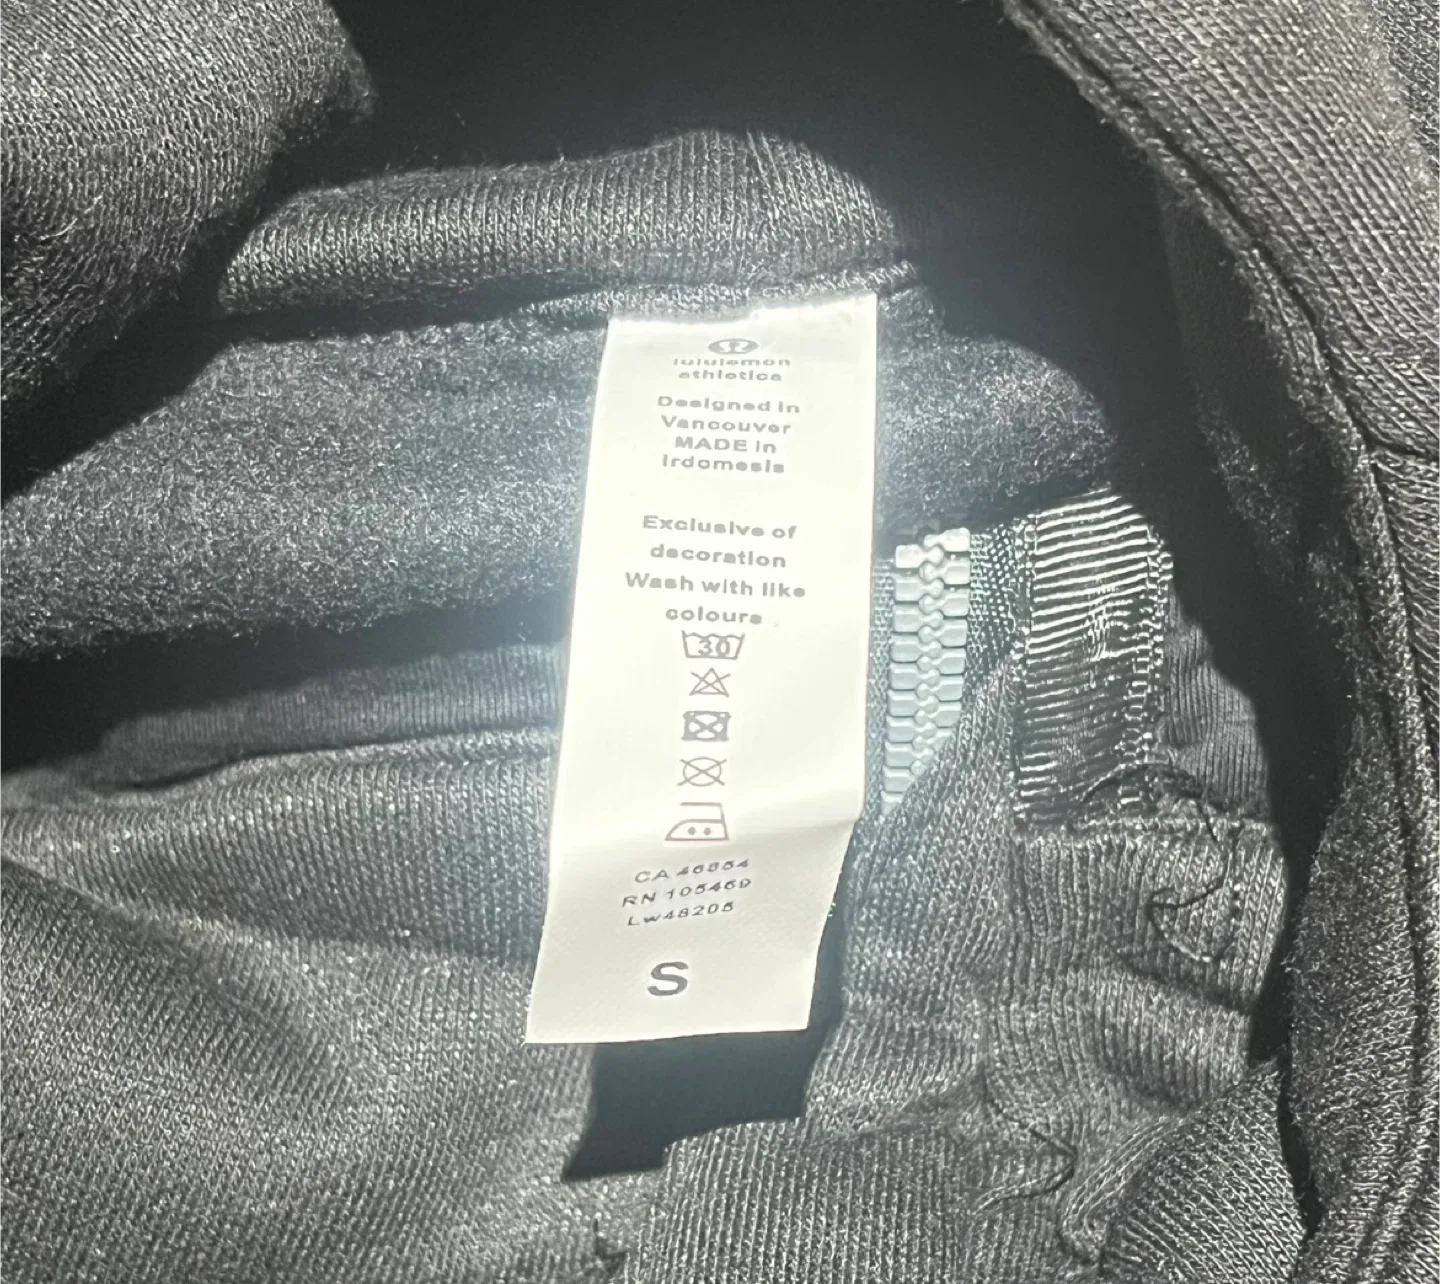 lululemon
athletica
Designed in
Vancouver
MADE in
Irdomesis
Exclusive of
decoration
Wash with like
colours
30
CA 46854
RN 105469
LW48205
S